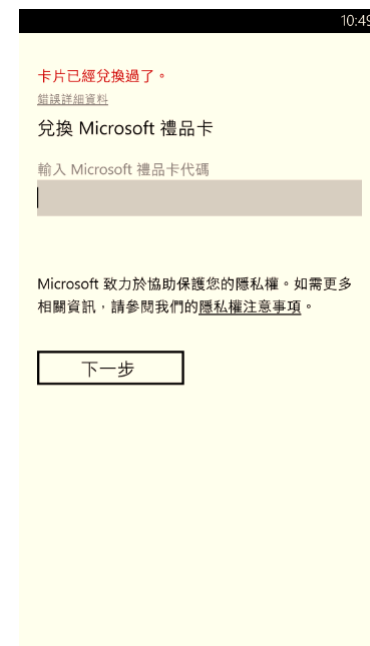 10:49
卡片已經兌換過了。
錯誤詳細資料
兌換 Microsoft 禮品卡
輸入 Microsoft 禮品卡代碼
Microsoft 致力於協助保護您的隱私權。如需更多
相關資訊，請參閱我們的隱私權注意事項。
下一步